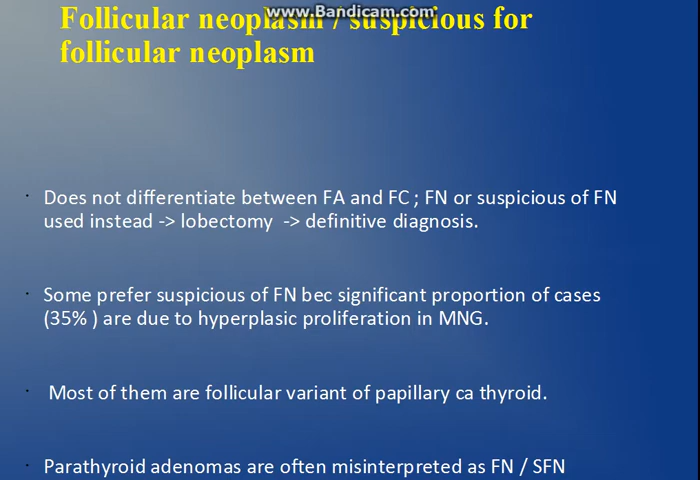 www.Bandicam.com
Follicular neoplasm / suspicious for
follicular neoplasm
· Does not differentiate between FA and FC ; FN or suspicious of FN
used instead -> lobectomy -> definitive diagnosis.
· Some prefer suspicious of FN bec significant proportion of cases
(35% ) are due to hyperplasic proliferation in MNG.
· Most of them are follicular variant of papillary ca thyroid.
· Parathyroid adenomas are often misinterpreted as FN / SFN